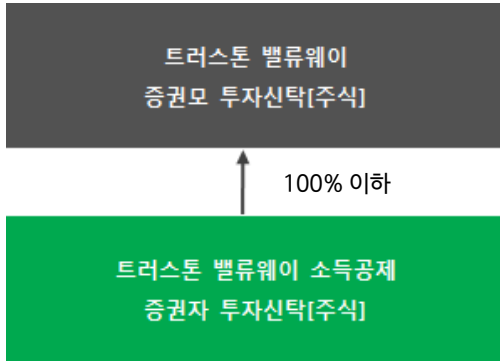 트러스톤 밸류웨이
증권모 투자신탁[주식]
100% 이하
트러스톤 밸류웨이 소득공제
증권자 투자신탁[주식]